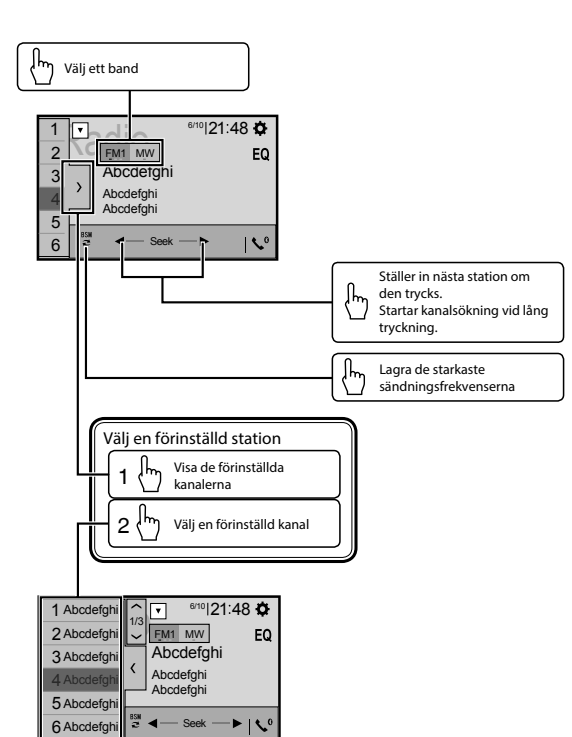 Välj ett band
1
2
3
4
5
6
Radio
6/10|21:48
FM1 MW
EQ
Abcdefghi
Abcdefghi
Abcdefghi
BSM
Seek
0
Ställer in nästa station om
den trycks.
Startar kanalsökning vid lång
tryckning.
Lagra de starkaste
sändningsfrekvenserna
Välj en förinställd station
1 Visa de förinställda
kanalerna
2 Välj en förinställd kanal
1 Abcdefghi
2 Abcdefghi
3 Abcdefghi
4 Abcdefghi
5 Abcdefghi
6 Abcdefghi
1/3
6/10|21:48
FM1 MW
EQ
Abcdefghi
Abcdefghi
Abcdefghi
BSM
Seek
0